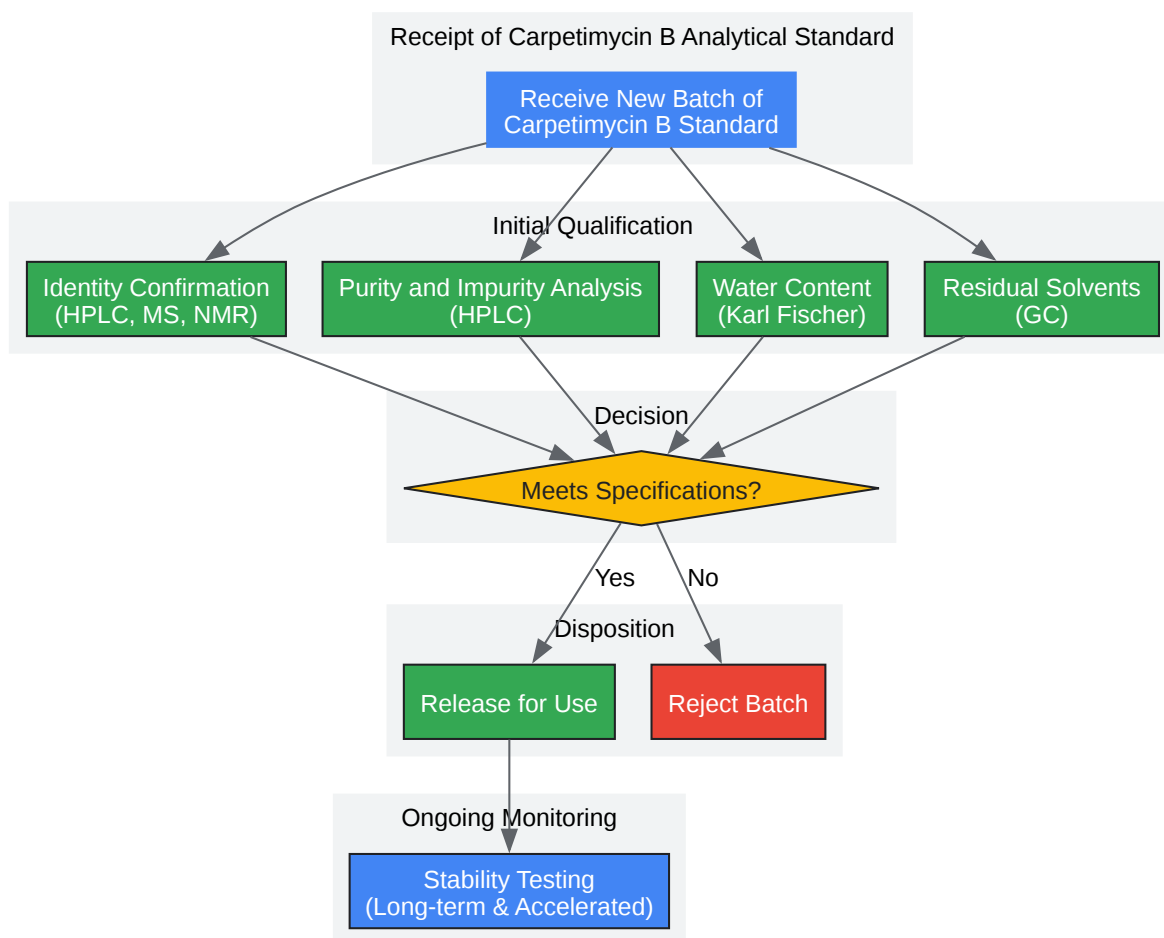 Receipt of Carpetimycin B Analytical Standard
Receive New Batch of
Carpetimycin B Standard
Initial Qualification
Identity Confirmation
(HPLC, MS, NMR)
Purity and Impurity Analysis
(HPLC)
Water Content
(Karl Fischer)
Residual Solvents
(GC)
Decision
Meets Specifications?
Yes
No
Disposition
Release for Use
Reject Batch
Ongoing Monitoring
Stability Testing
(Long-term & Accelerated)